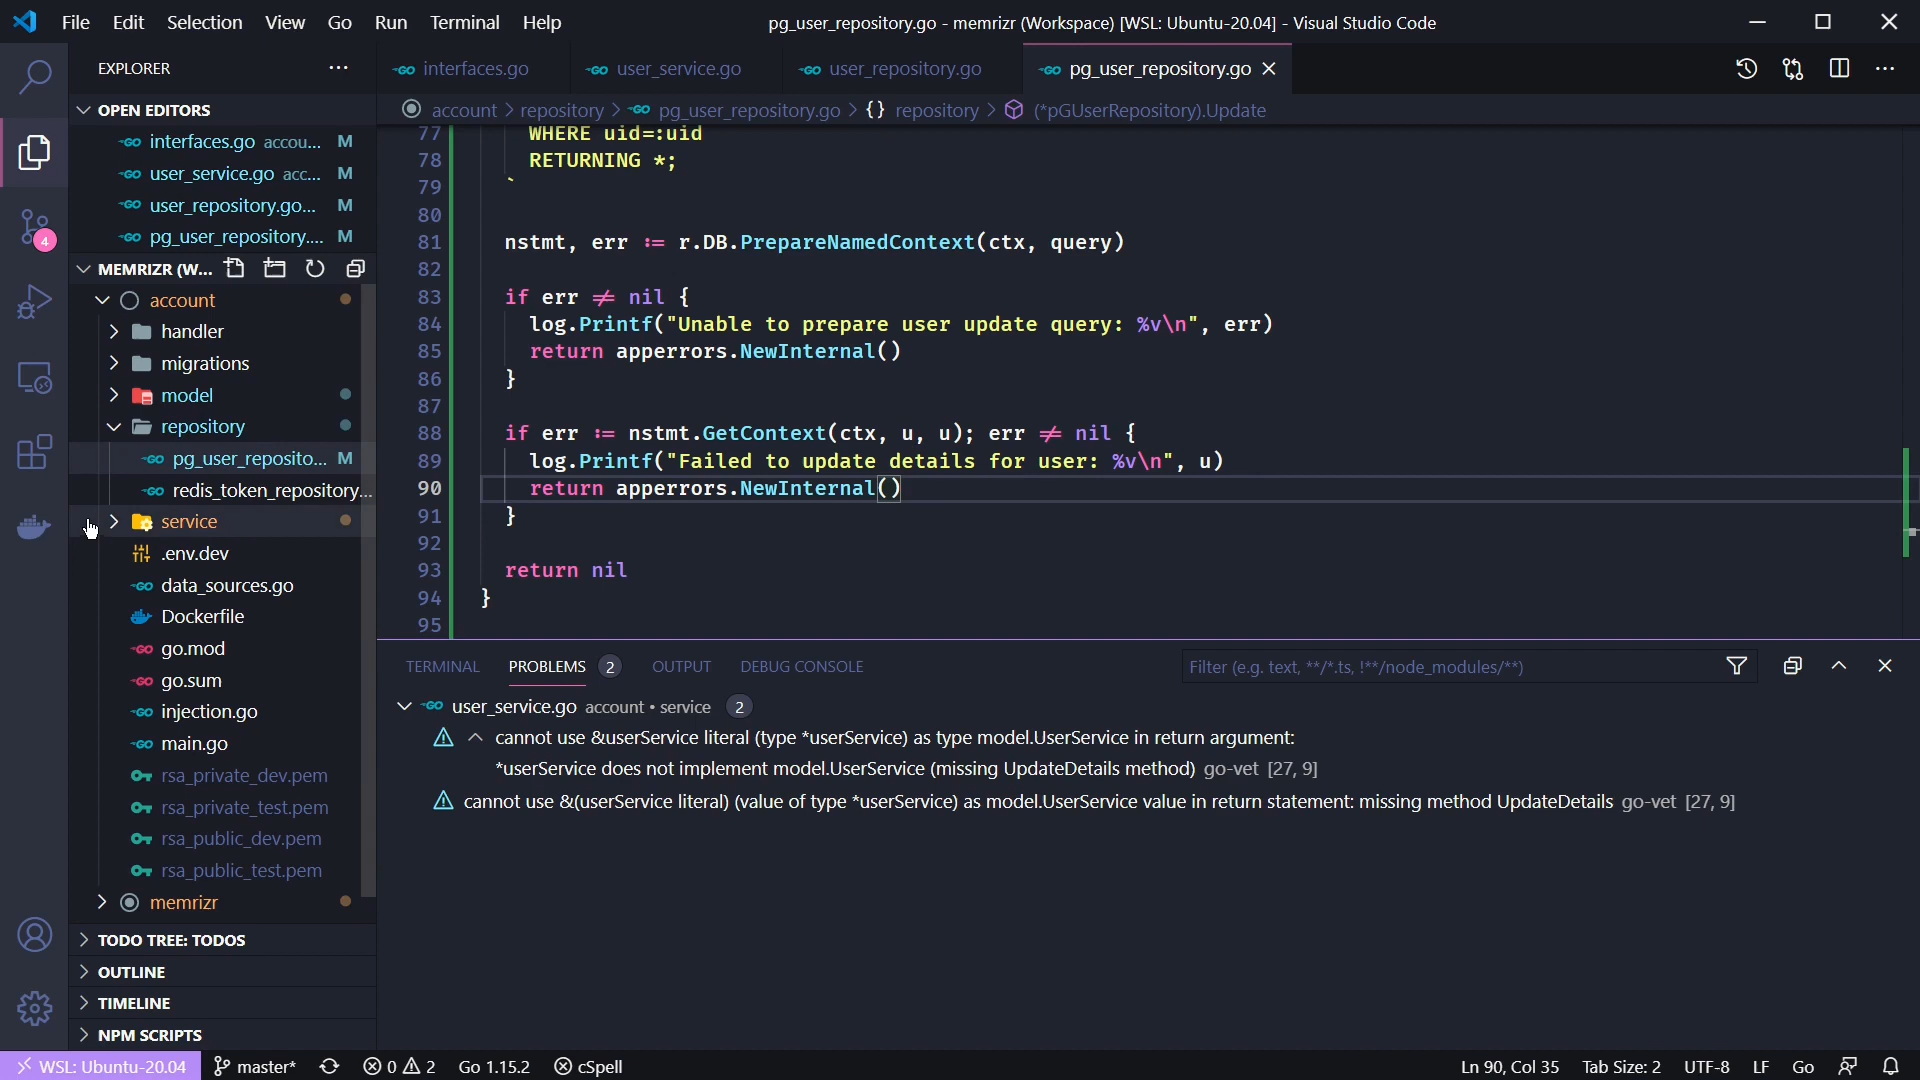 File Edit Selection View Go Run Terminal Help
pg_user_repository.go - memrizr (Workspace) [WSL: Ubuntu-20.04] - Visual Studio Code
EXPLORER
interfaces.go user_service.go user_repository.go pg_user_repository.go
account > repository > pg_user_repository.go > {} repository > (*pGUserRepository).Update
OPEN EDITORS
interfaces.go accou... M
user_service.go acc... M
user_repository.go... M
pg_user_repository.... M
MEMRIZR (W...
account
handler
migrations
model
repository
pg_user_reposito... M
redis_token_repository...
service
.env.dev
data_sources.go
Dockerfile
go.mod
go.sum
injection.go
main.go
rsa_private_dev.pem
rsa_private_test.pem
rsa_public_dev.pem
rsa_public_test.pem
memrizr
TODO TREE: TODOS
OUTLINE
TIMELINE
NPM SCRIPTS
4
77 WHERE uid=:uid
78 RETURNING *;
79 `
80
81 nstmt, err := r.DB.PrepareNamedContext(ctx, query)
82
83 if err ≠ nil {
84 log.Printf("Unable to prepare user update query: %v\n", err)
85 return apperrors.NewInternal()
86 }
87
88 if err := nstmt.GetContext(ctx, u, u); err ≠ nil {
89 log.Printf("Failed to update details for user: %v\n", u)
90 return apperrors.NewInternal()
91 }
92
93 return nil
94 }
95
TERMINAL PROBLEMS 2 OUTPUT DEBUG CONSOLE
Filter (e.g. text, **/*.ts, !**/node_modules/**)
user_service.go account • service 2
cannot use &userService literal (type *userService) as type model.UserService in return argument:
*userService does not implement model.UserService (missing UpdateDetails method) go-vet [27, 9]
cannot use &(userService literal) (value of type *userService) as model.UserService value in return statement: missing method UpdateDetails go-vet [27, 9]
WSL: Ubuntu-20.04 master* 0 2 Go 1.15.2 cSpell Ln 90, Col 35 Tab Size: 2 UTF-8 LF Go